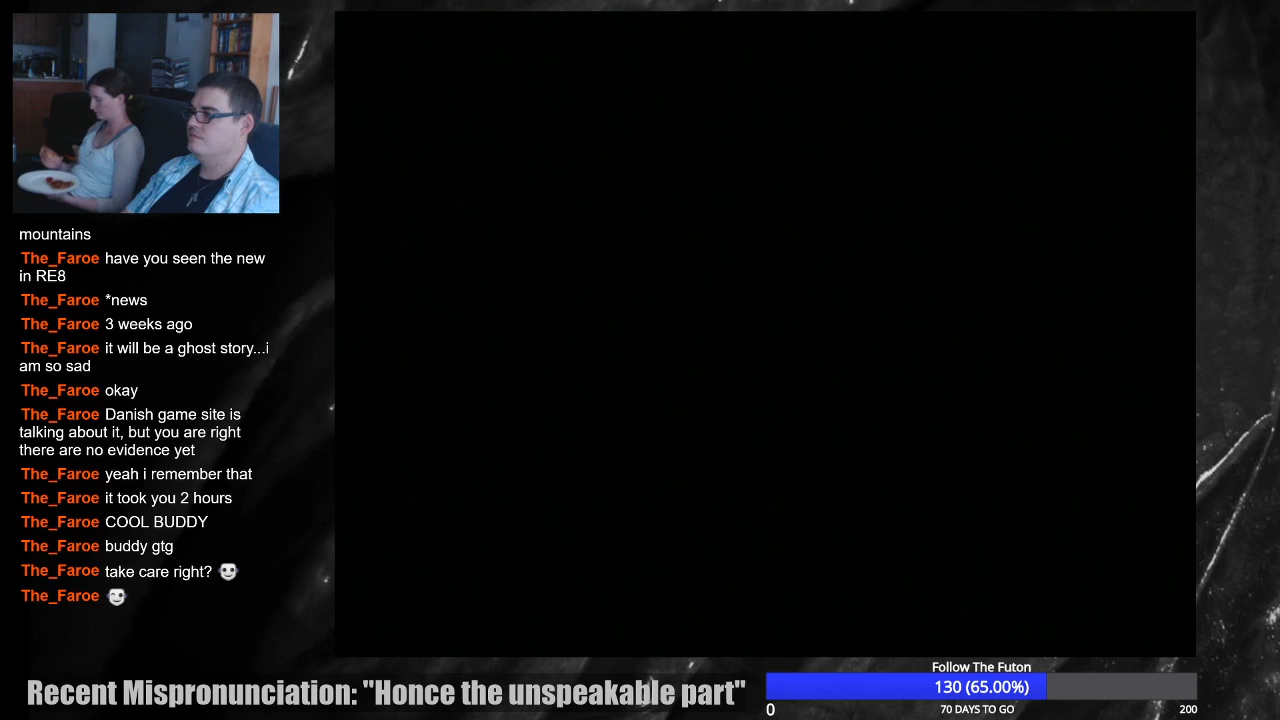 mountains
The_Faroe have you seen the new
in RE8
The_Faroe *news
The_Faroe 3 weeks ago
The_Faroe it will be a ghost story...i
am so sad
The_Faroe okay
The_Faroe Danish game site is
talking about it, but you are right
there are no evidence yet
The_Faroe yeah i remember that
The_Faroe it took you 2 hours
The_Faroe COOL BUDDY
The_Faroe buddy gtg
The_Faroe take care right?
The_Faroe
Recent Mispronunciation: "Honce the unspeakable part"
Follow The Futon
130 (65.00%)
0 70 DAYS TO GO 200